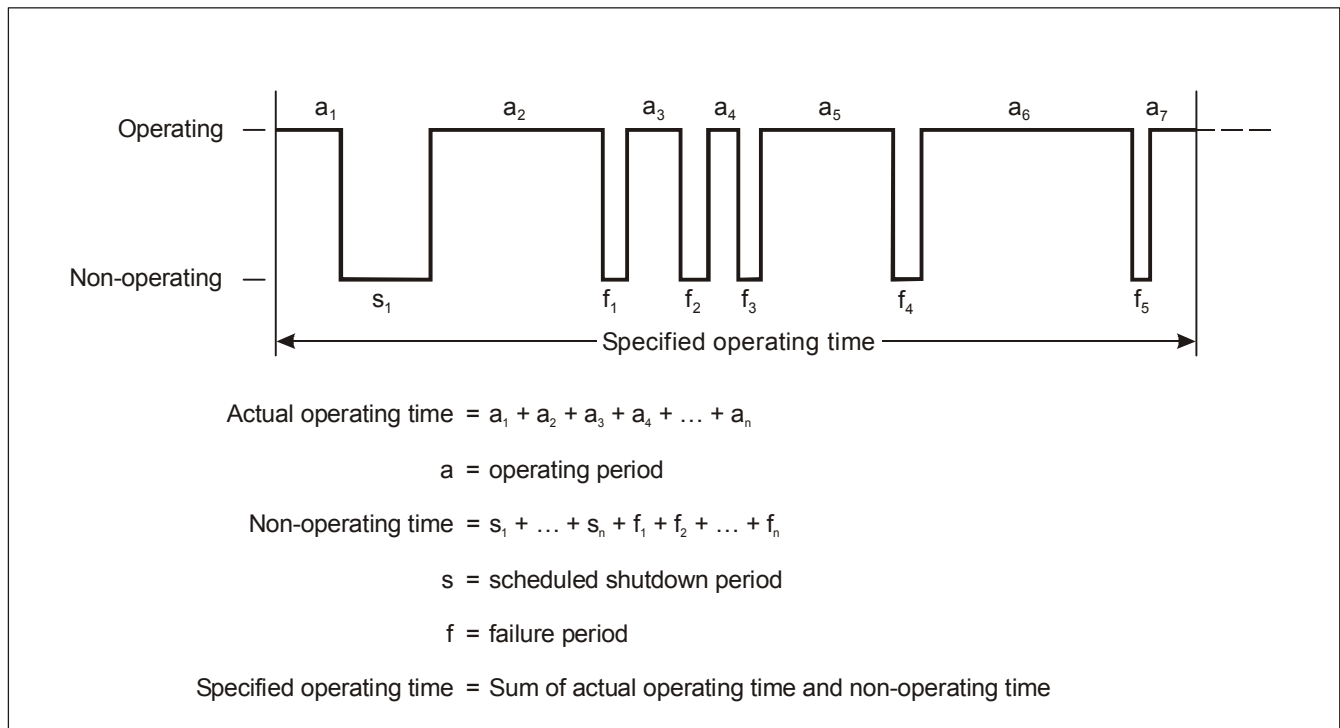 a₁ a₂ a₃ a₄ a₅ a₆ a₇
Operating
Non-operating
s₁ f₁ f₂ f₃ f₄ f₅
Specified operating time
Actual operating time = a₁ + a₂ + a₃ + a₄ + … + aₙ
a = operating period
Non-operating time = s₁ + … + sₙ + f₁ + f₂ + … + fₙ
s = scheduled shutdown period
f = failure period
Specified operating time = Sum of actual operating time and non-operating time